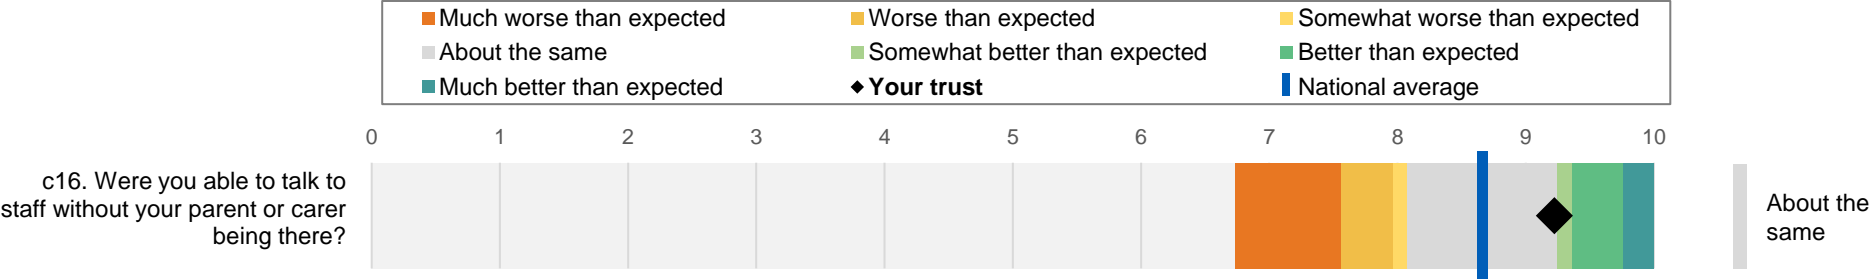 Much worse than expected
Worse than expected
Somewhat worse than expected
About the same
Somewhat better than expected
Better than expected
Much better than expected
Your trust
National average
0 1 2 3 4 5 6 7 8 9 10
c16. Were you able to talk to
staff without your parent or carer
being there?
About the
same